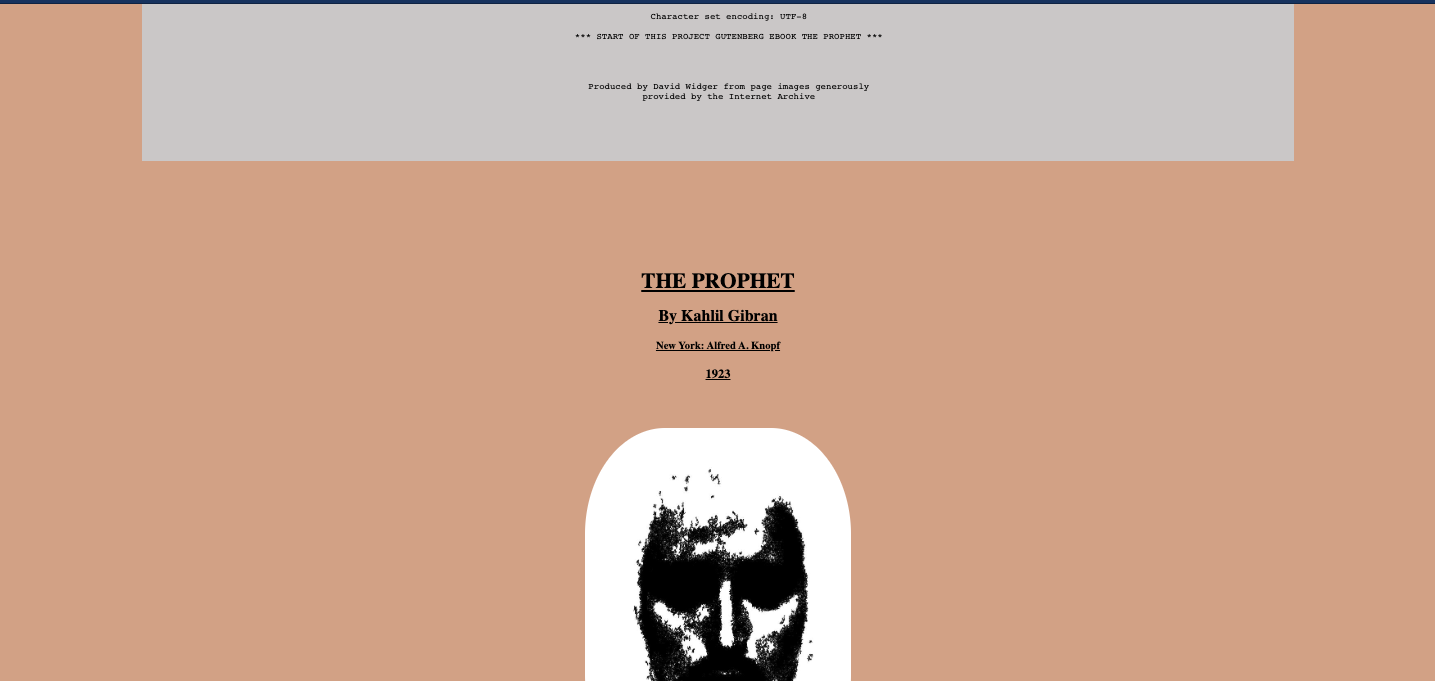 Character set encoding: UTF-8
*** START OF THIS PROJECT GUTENBERG EBOOK THE PROPHET ***
Produced by David Widger from page images generously
provided by the Internet Archive
THE PROPHET
By Kahlil Gibran
New York: Alfred A. Knopf
1923